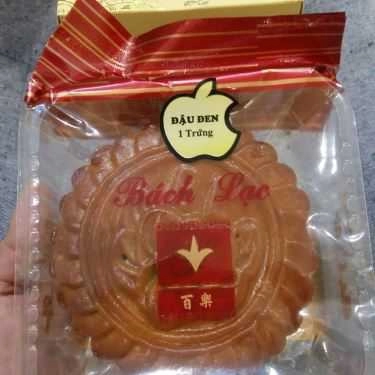 ĐẬU ĐEN
1 Trứng
Bách Lạc
百樂